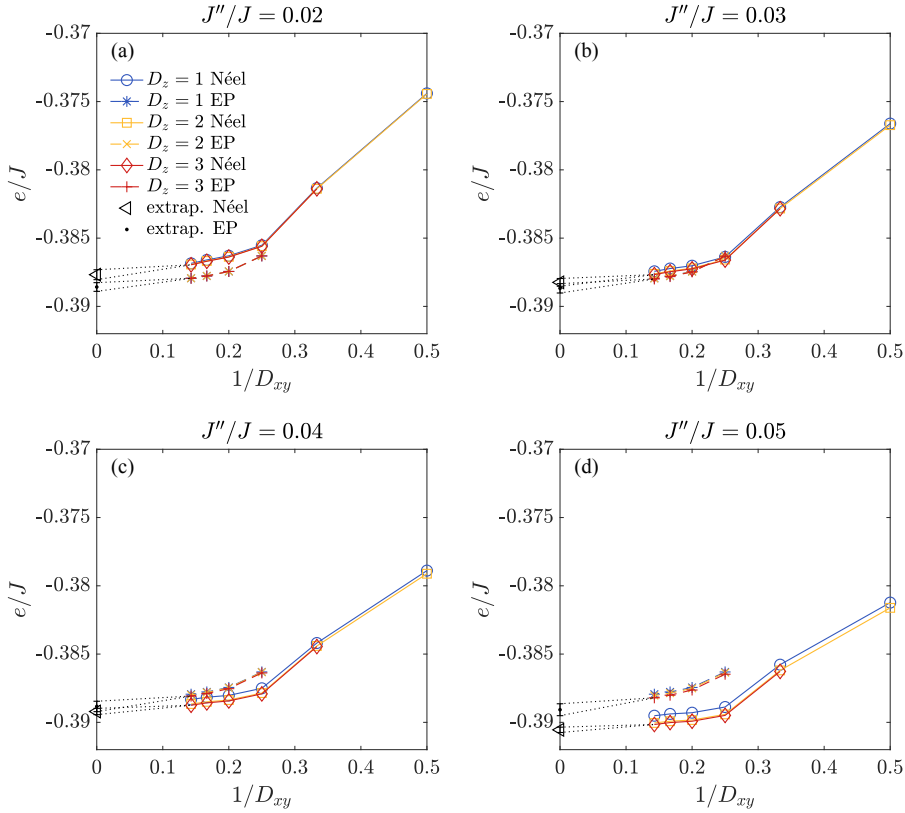 J″/J = 0.02
(a)
-0.37
-0.375
-0.38
-0.385
-0.39
e/J
D_z = 1 Néel
D_z = 1 EP
D_z = 2 Néel
D_z = 2 EP
D_z = 3 Néel
D_z = 3 EP
extrap. Néel
extrap. EP
0 0.1 0.2 0.3 0.4 0.5
1/D_xy
J″/J = 0.03
(b)
-0.37
-0.375
-0.38
-0.385
-0.39
e/J
0 0.1 0.2 0.3 0.4 0.5
1/D_xy
J″/J = 0.04
(c)
-0.37
-0.375
-0.38
-0.385
-0.39
e/J
0 0.1 0.2 0.3 0.4 0.5
1/D_xy
J″/J = 0.05
(d)
-0.37
-0.375
-0.38
-0.385
-0.39
e/J
0 0.1 0.2 0.3 0.4 0.5
1/D_xy